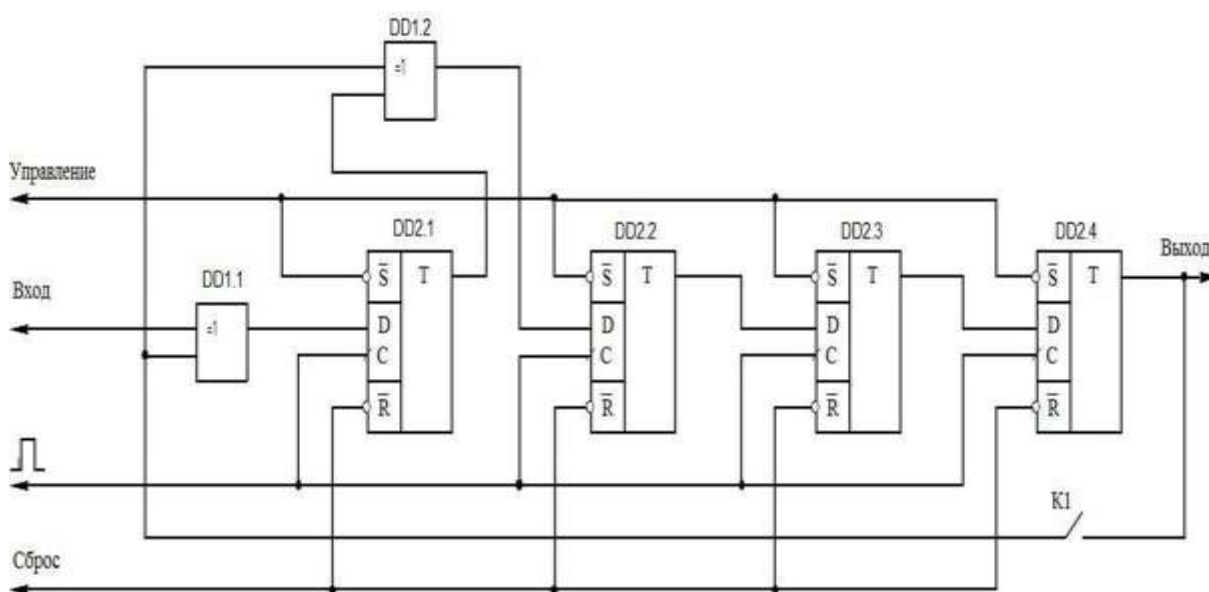 DD1.2
=1
Управление
DD2.1
DD2.2
DD2.3
DD2.4
Выход
S̅ T
S̅ T
S̅ T
S̅ T
Вход
DD1.1
=1
D
D
D
D
C
C
C
C
R̅
R̅
R̅
R̅
K1
Сброс